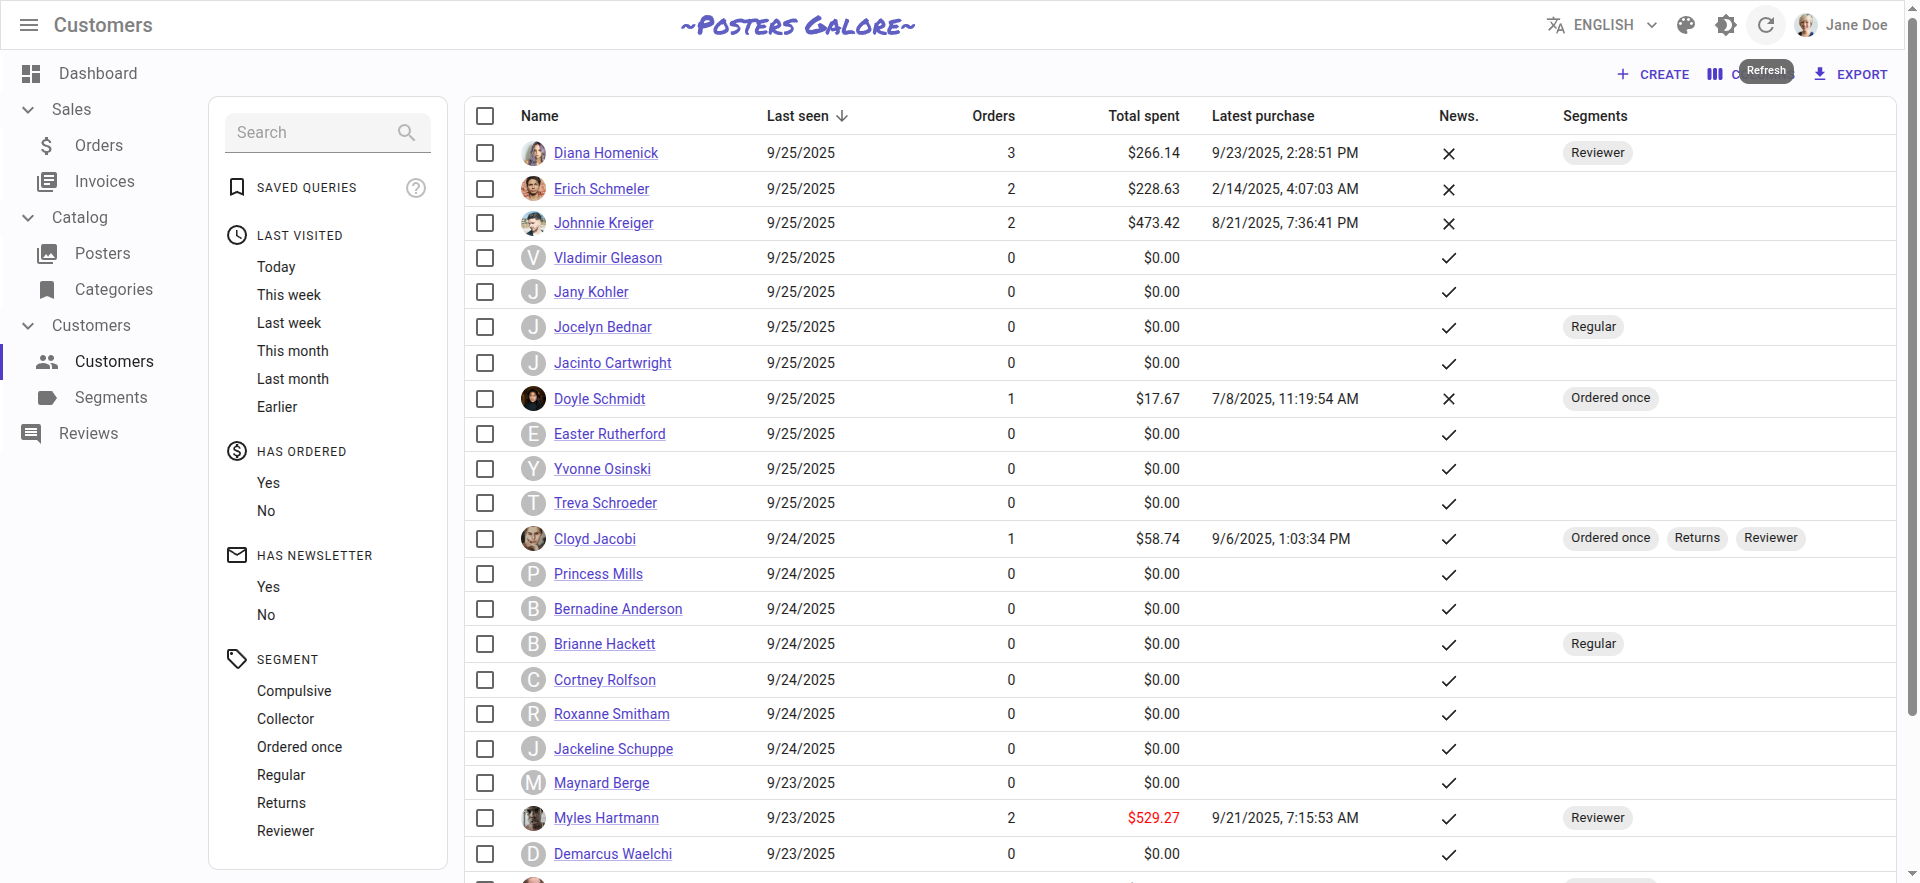 Customers
~Posters Galore~
ENGLISH
Jane Doe
Dashboard
Sales
Orders
Invoices
Catalog
Posters
Categories
Customers
Customers
Segments
Reviews
CREATE
Refresh
EXPORT
Search
SAVED QUERIES
LAST VISITED
Today
This week
Last week
This month
Last month
Earlier
HAS ORDERED
Yes
No
HAS NEWSLETTER
Yes
No
SEGMENT
Compulsive
Collector
Ordered once
Regular
Returns
Reviewer
Name Last seen Orders Total spent Latest purchase News. Segments
Diana Homenick 9/25/2025 3 $266.14 9/23/2025, 2:28:51 PM Reviewer
Erich Schmeler 9/25/2025 2 $228.63 2/14/2025, 4:07:03 AM
Johnnie Kreiger 9/25/2025 2 $473.42 8/21/2025, 7:36:41 PM
V Vladimir Gleason 9/25/2025 0 $0.00
J Jany Kohler 9/25/2025 0 $0.00
J Jocelyn Bednar 9/25/2025 0 $0.00 Regular
J Jacinto Cartwright 9/25/2025 0 $0.00
Doyle Schmidt 9/25/2025 1 $17.67 7/8/2025, 11:19:54 AM Ordered once
E Easter Rutherford 9/25/2025 0 $0.00
Y Yvonne Osinski 9/25/2025 0 $0.00
T Treva Schroeder 9/25/2025 0 $0.00
Cloyd Jacobi 9/24/2025 1 $58.74 9/6/2025, 1:03:34 PM Ordered once Returns Reviewer
P Princess Mills 9/24/2025 0 $0.00
B Bernadine Anderson 9/24/2025 0 $0.00
B Brianne Hackett 9/24/2025 0 $0.00 Regular
C Cortney Rolfson 9/24/2025 0 $0.00
R Roxanne Smitham 9/24/2025 0 $0.00
J Jackeline Schuppe 9/24/2025 0 $0.00
M Maynard Berge 9/23/2025 0 $0.00
Myles Hartmann 9/23/2025 2 $529.27 9/21/2025, 7:15:53 AM Reviewer
D Demarcus Waelchi 9/23/2025 0 $0.00